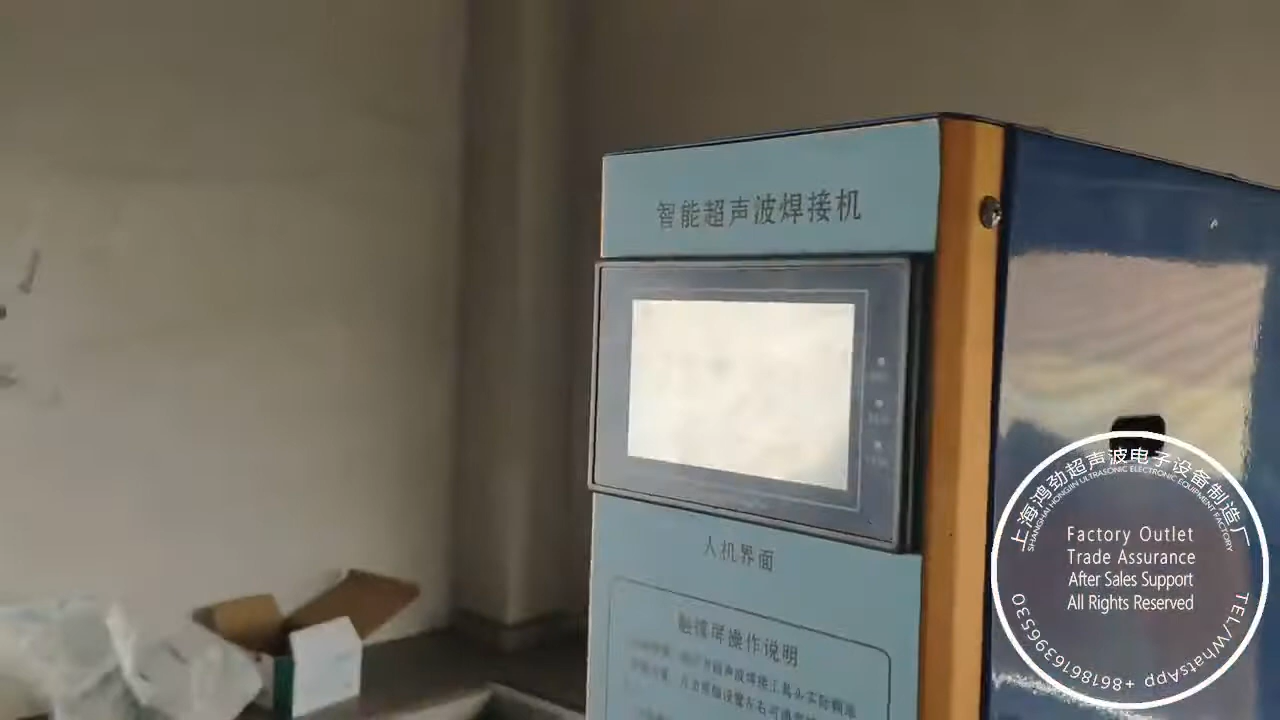 智能超声波焊接机
人机界面
触摸屏操作说明
上海鸿劲超声波电子设备制造厂
SHANGHAI HONGJIN ULTRASONIC ELECTRONIC EQUIPMENT FACTORY
Factory Outlet
Trade Assurance
After Sales Support
All Rights Reserved
TEL/WhatsApp +8618616396530